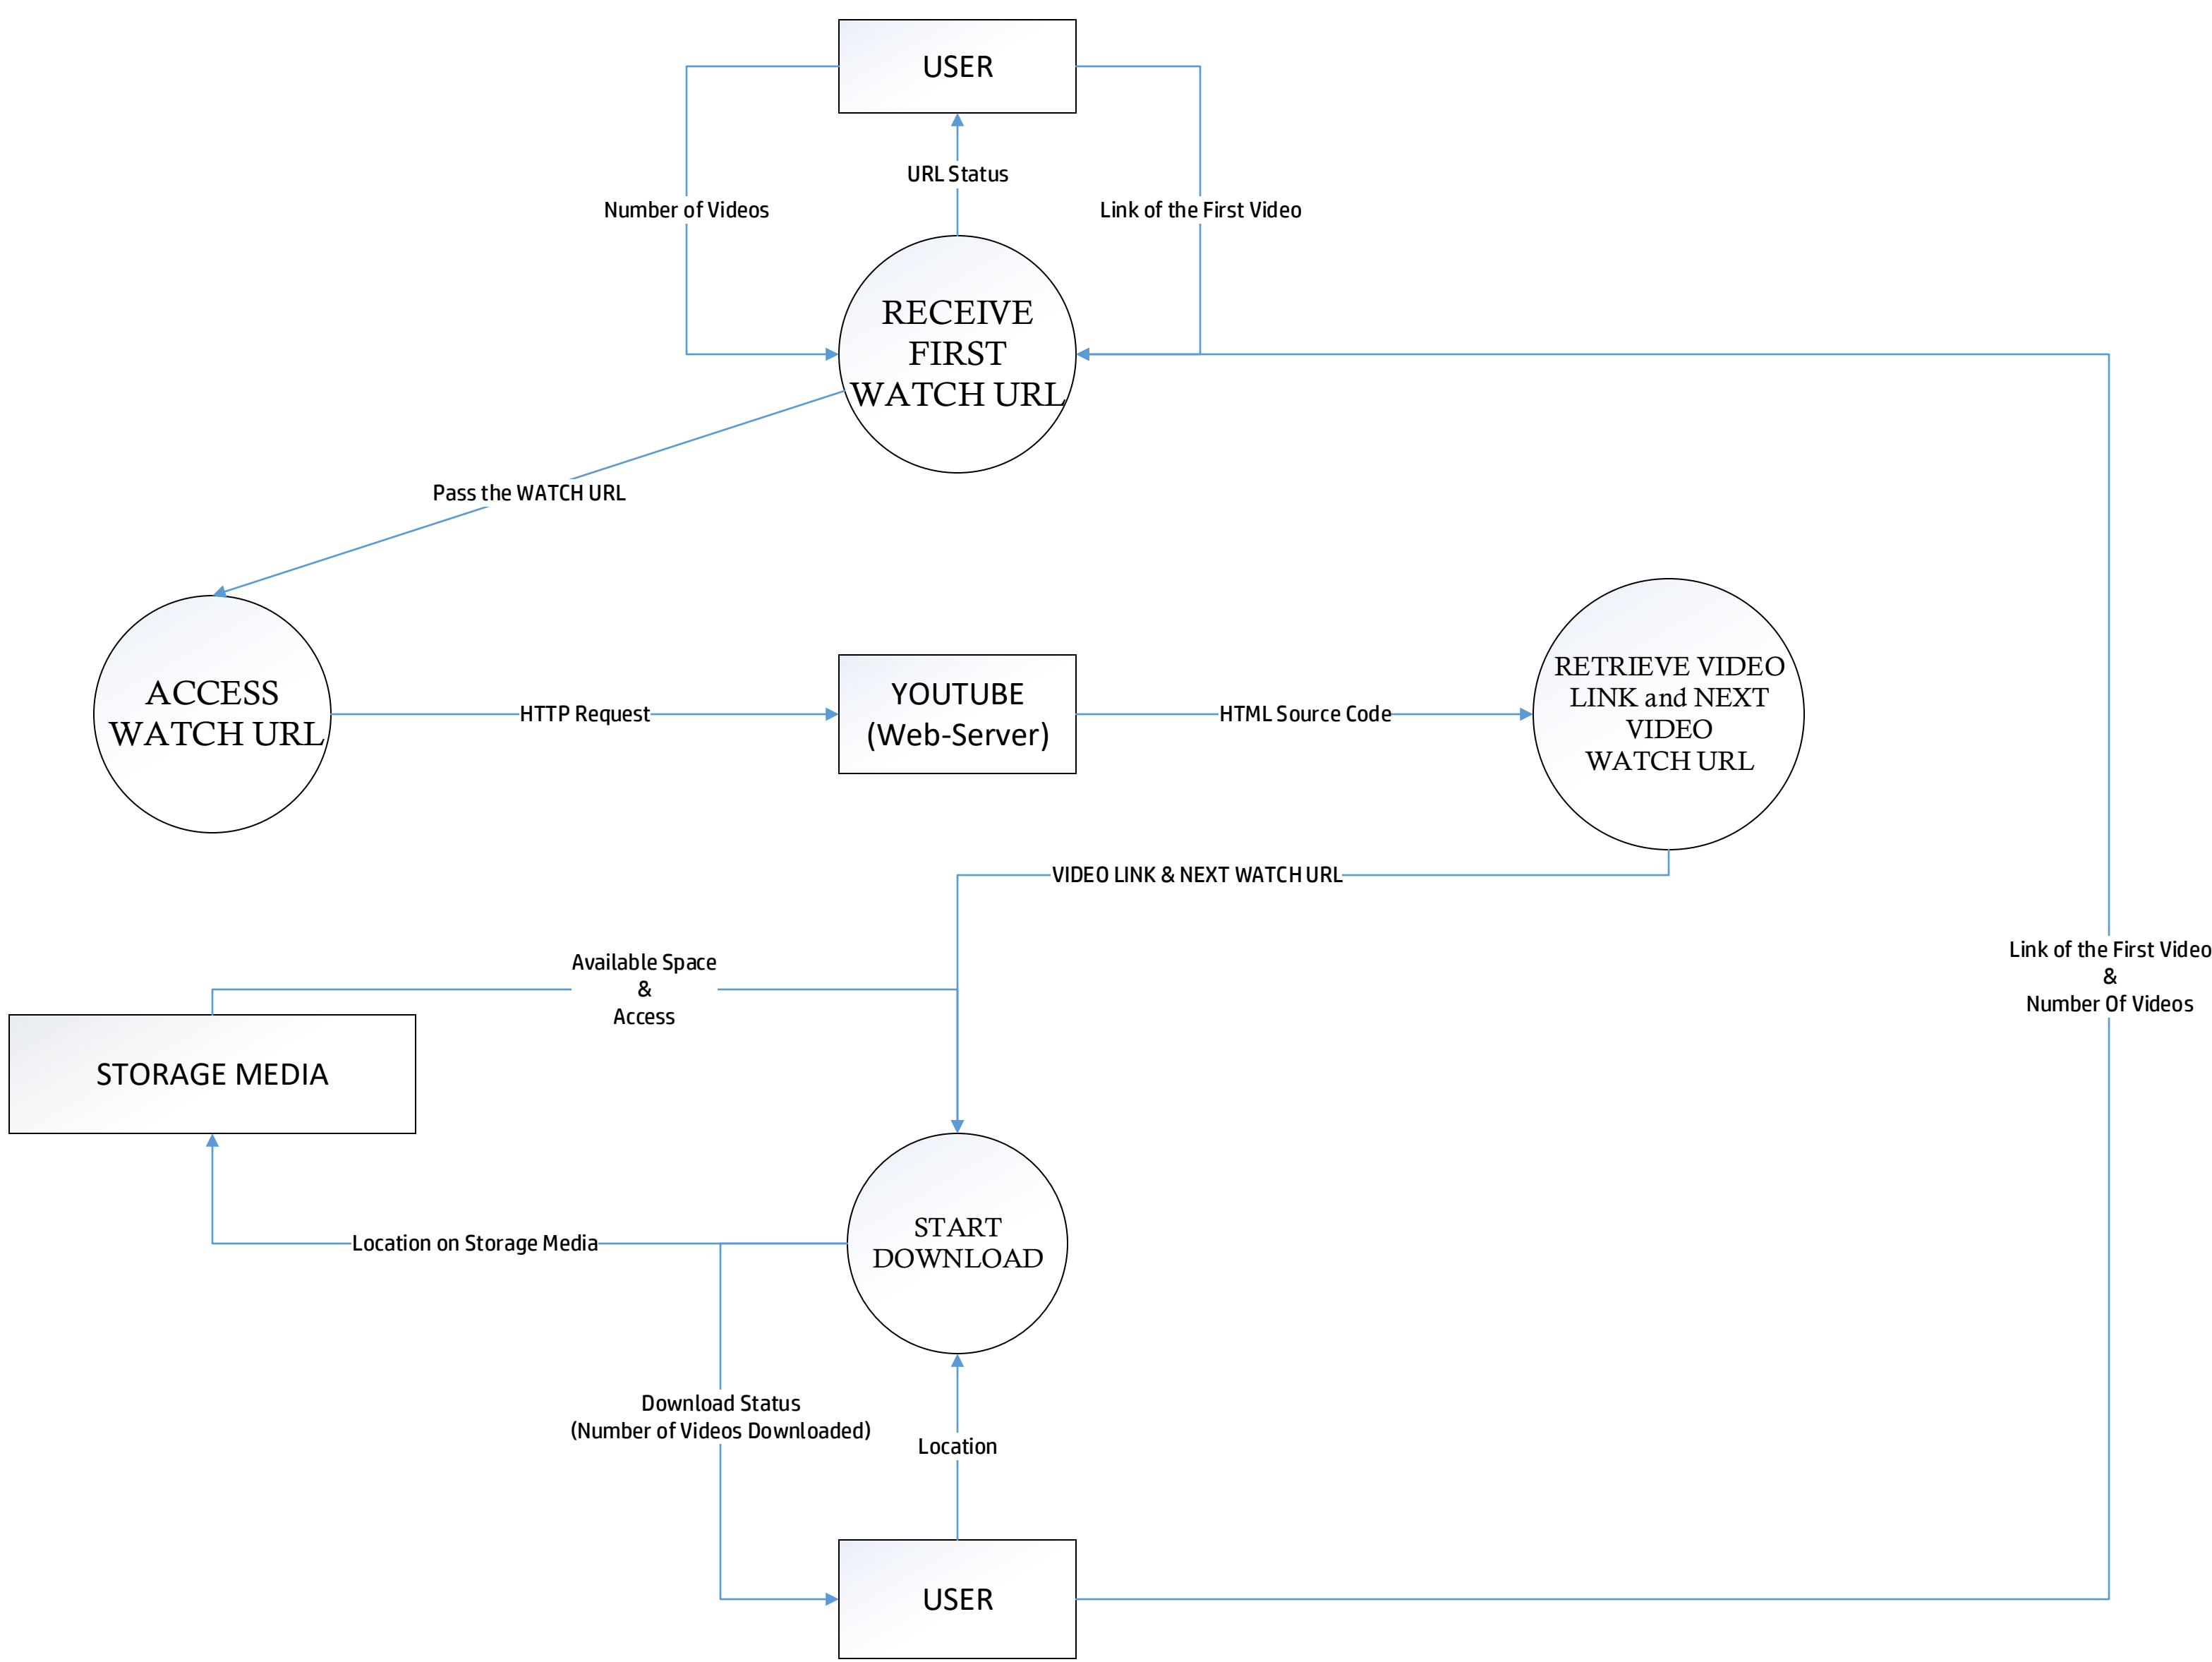 USER
URL Status
Number of Videos
Link of the First Video
RECEIVE
FIRST
WATCH URL
Pass the WATCH URL
ACCESS
WATCH URL
HTTP Request
YOUTUBE
(Web-Server)
HTML Source Code
RETRIEVE VIDEO
LINK and NEXT
VIDEO
WATCH URL
VIDEO LINK & NEXT WATCH URL
Available Space
&
Access
Link of the First Video
&
Number Of Videos
STORAGE MEDIA
Location on Storage Media
START
DOWNLOAD
Download Status
(Number of Videos Downloaded)
Location
USER